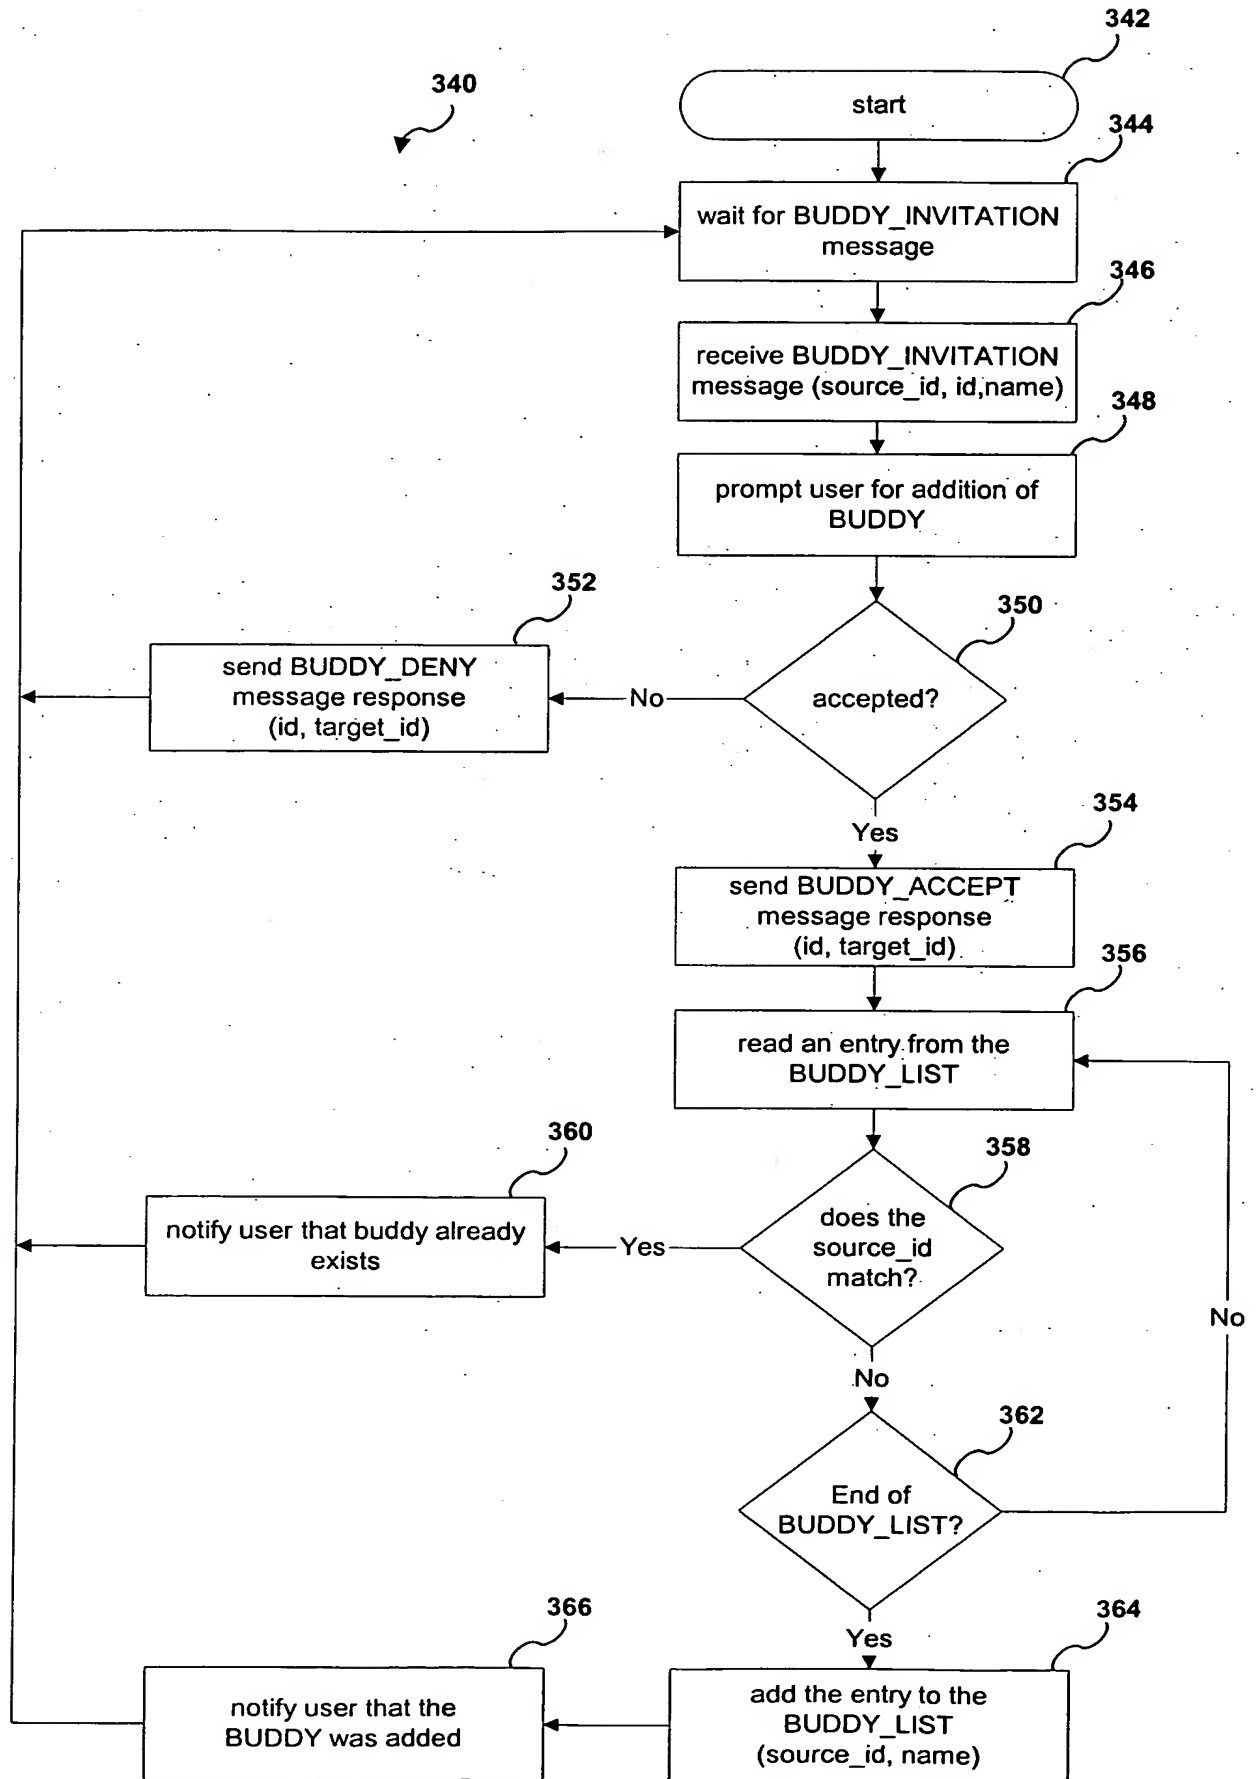 342
340
start
344
wait for BUDDY_INVITATION
message
346
receive BUDDY_INVITATION
message (source_id, id,name)
348
prompt user for addition of
BUDDY
350
accepted?
No
352
send BUDDY_DENY
message response
(id, target_id)
Yes
354
send BUDDY_ACCEPT
message response
(id, target_id)
356
read an entry from the
BUDDY_LIST
358
does the
source_id
match?
Yes
360
notify user that buddy already
exists
No
362
End of
BUDDY_LIST?
No
Yes
364
add the entry to the
BUDDY_LIST
(source_id, name)
366
notify user that the
BUDDY was added